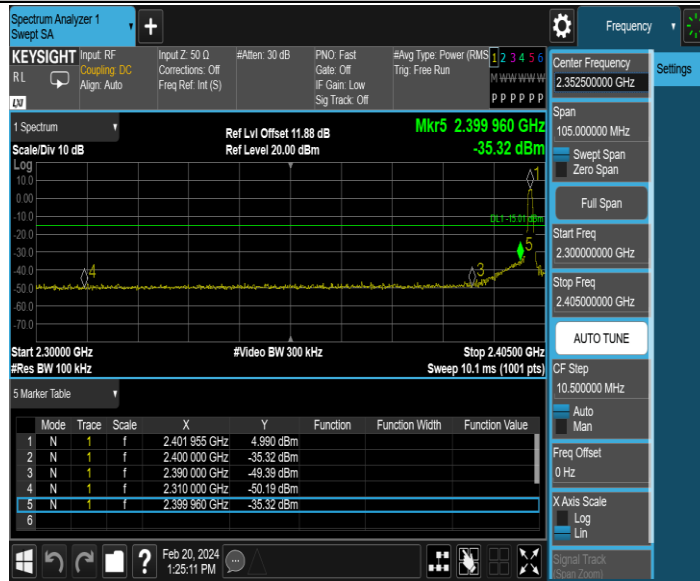 Spectrum Analyzer 1
Swept SA
+
Frequency
KEYSIGHT
RL
LXI
Input: RF
Coupling: DC
Align: Auto
Input Z: 50 Ω
Corrections: Off
Freq Ref: Int (S)
#Atten: 30 dB
PNO: Fast
Gate: Off
IF Gain: Low
Sig Track: Off
#Avg Type: Power (RMS
Trig: Free Run
1 2 3 4 5 6
M W W W W W
P P P P P P
1 Spectrum
Scale/Div 10 dB
Ref Lvl Offset 11.88 dB
Ref Level 20.00 dBm
Mkr5 2.399 960 GHz
-35.32 dBm
Log
10.0
0.00
-10.0
-20.0
-30.0
-40.0
-50.0
-60.0
-70.0
1
DL1 -15.01 dBm
5
3
4
Start 2.30000 GHz
#Res BW 100 kHz
#Video BW 300 kHz
Stop 2.40500 GHz
Sweep 10.1 ms (1001 pts)
5 Marker Table
Mode Trace Scale X Y Function Function Width Function Value
1 N 1 f 2.401 955 GHz 4.990 dBm
2 N 1 f 2.400 000 GHz -35.32 dBm
3 N 1 f 2.390 000 GHz -49.39 dBm
4 N 1 f 2.310 000 GHz -50.19 dBm
5 N 1 f 2.399 960 GHz -35.32 dBm
6
?
Feb 20, 2024
1:25:11 PM
Center Frequency
2.352500000 GHz
Settings
Span
105.000000 MHz
Swept Span
Zero Span
Full Span
Start Freq
2.300000000 GHz
Stop Freq
2.405000000 GHz
AUTO TUNE
CF Step
10.500000 MHz
Auto
Man
Freq Offset
0 Hz
X Axis Scale
Log
Lin
Signal Track
(Span Zoom)